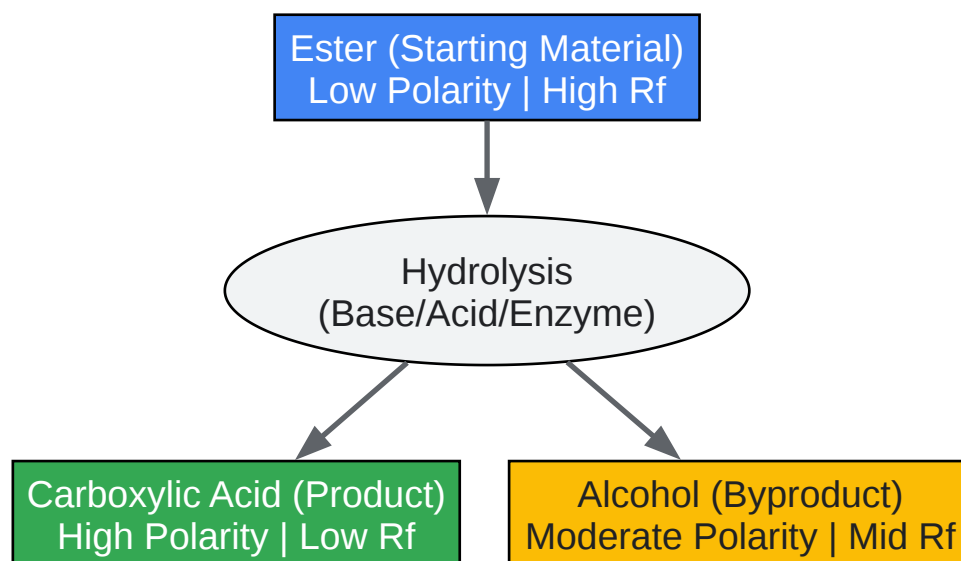 Ester (Starting Material)
Low Polarity | High Rf
Hydrolysis
(Base/Acid/Enzyme)
Carboxylic Acid (Product)
High Polarity | Low Rf
Alcohol (Byproduct)
Moderate Polarity | Mid Rf